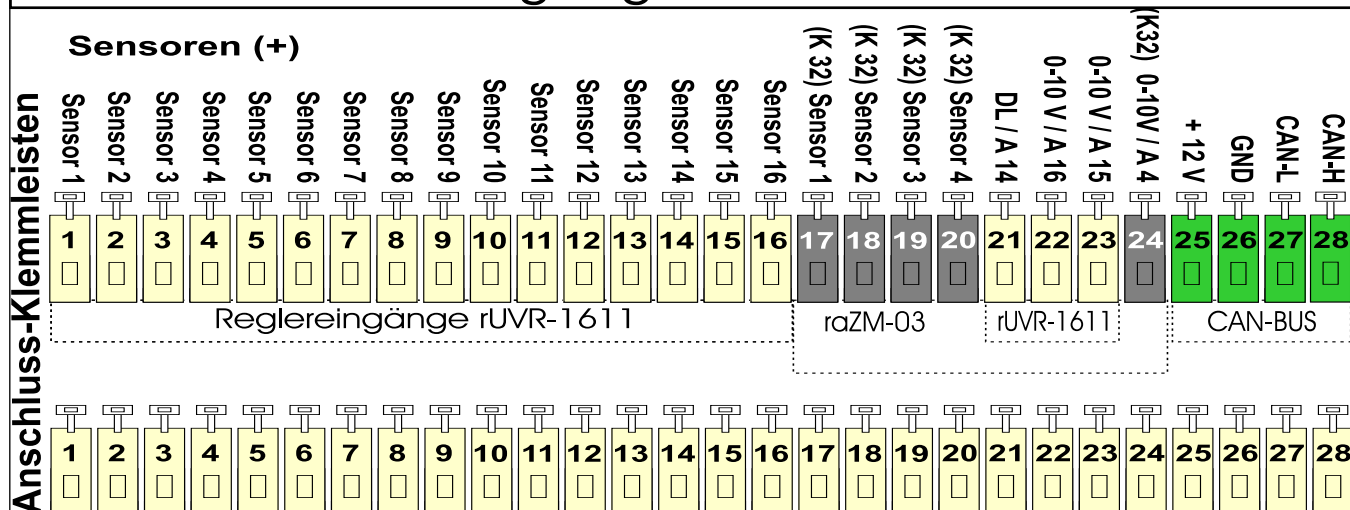 Sensoren (+)
Anschluss-Klemmleisten
Sensor 1
Sensor 2
Sensor 3
Sensor 4
Sensor 5
Sensor 6
Sensor 7
Sensor 8
Sensor 9
Sensor 10
Sensor 11
Sensor 12
Sensor 13
Sensor 14
Sensor 15
Sensor 16
(K 32) Sensor 1
(K 32) Sensor 2
(K 32) Sensor 3
(K 32) Sensor 4
DL / A 14
0-10 V / A 16
0-10 V / A 15
(K32) 0-10V / A 4
+ 12 V
GND
CAN-L
CAN-H
1 2 3 4 5 6 7 8 9 10 11 12 13 14 15 16 17 18 19 20 21 22 23 24 25 26 27 28
Reglereingänge rUVR-1611 raZM-03 rUVR-1611 CAN-BUS
1 2 3 4 5 6 7 8 9 10 11 12 13 14 15 16 17 18 19 20 21 22 23 24 25 26 27 28